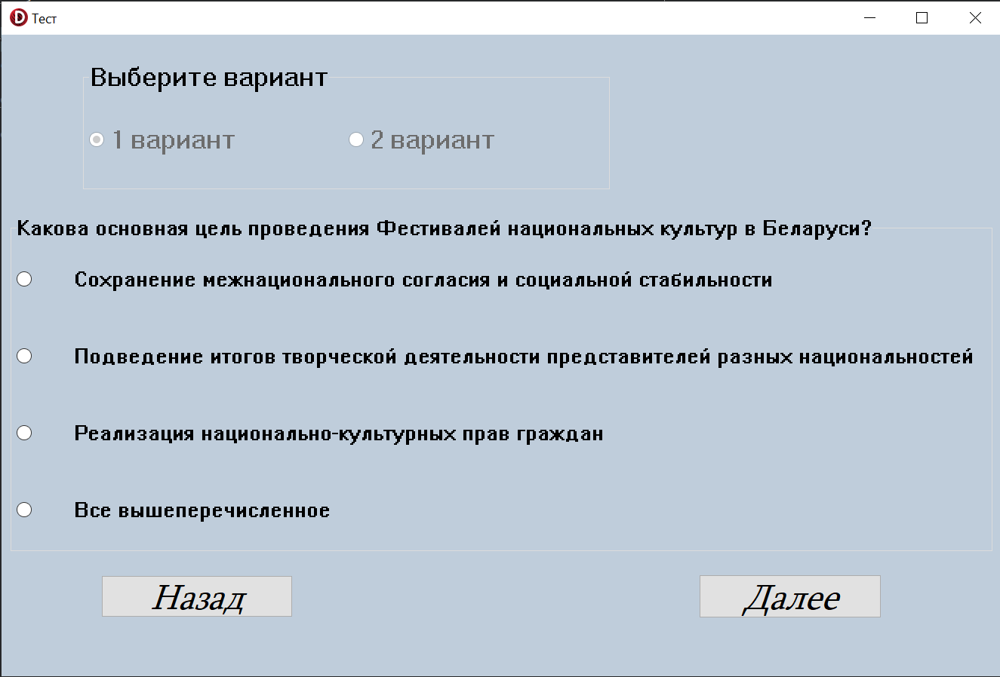 Тест
Выберите вариант
1 вариант
2 вариант
Какова основная цель проведения Фестивалей национальных культур в Беларуси?
Сохранение межнационального согласия и социальной стабильности
Подведение итогов творческой деятельности представителей разных национальностей
Реализация национально-культурных прав граждан
Все вышеперечисленное
Назад
Далее